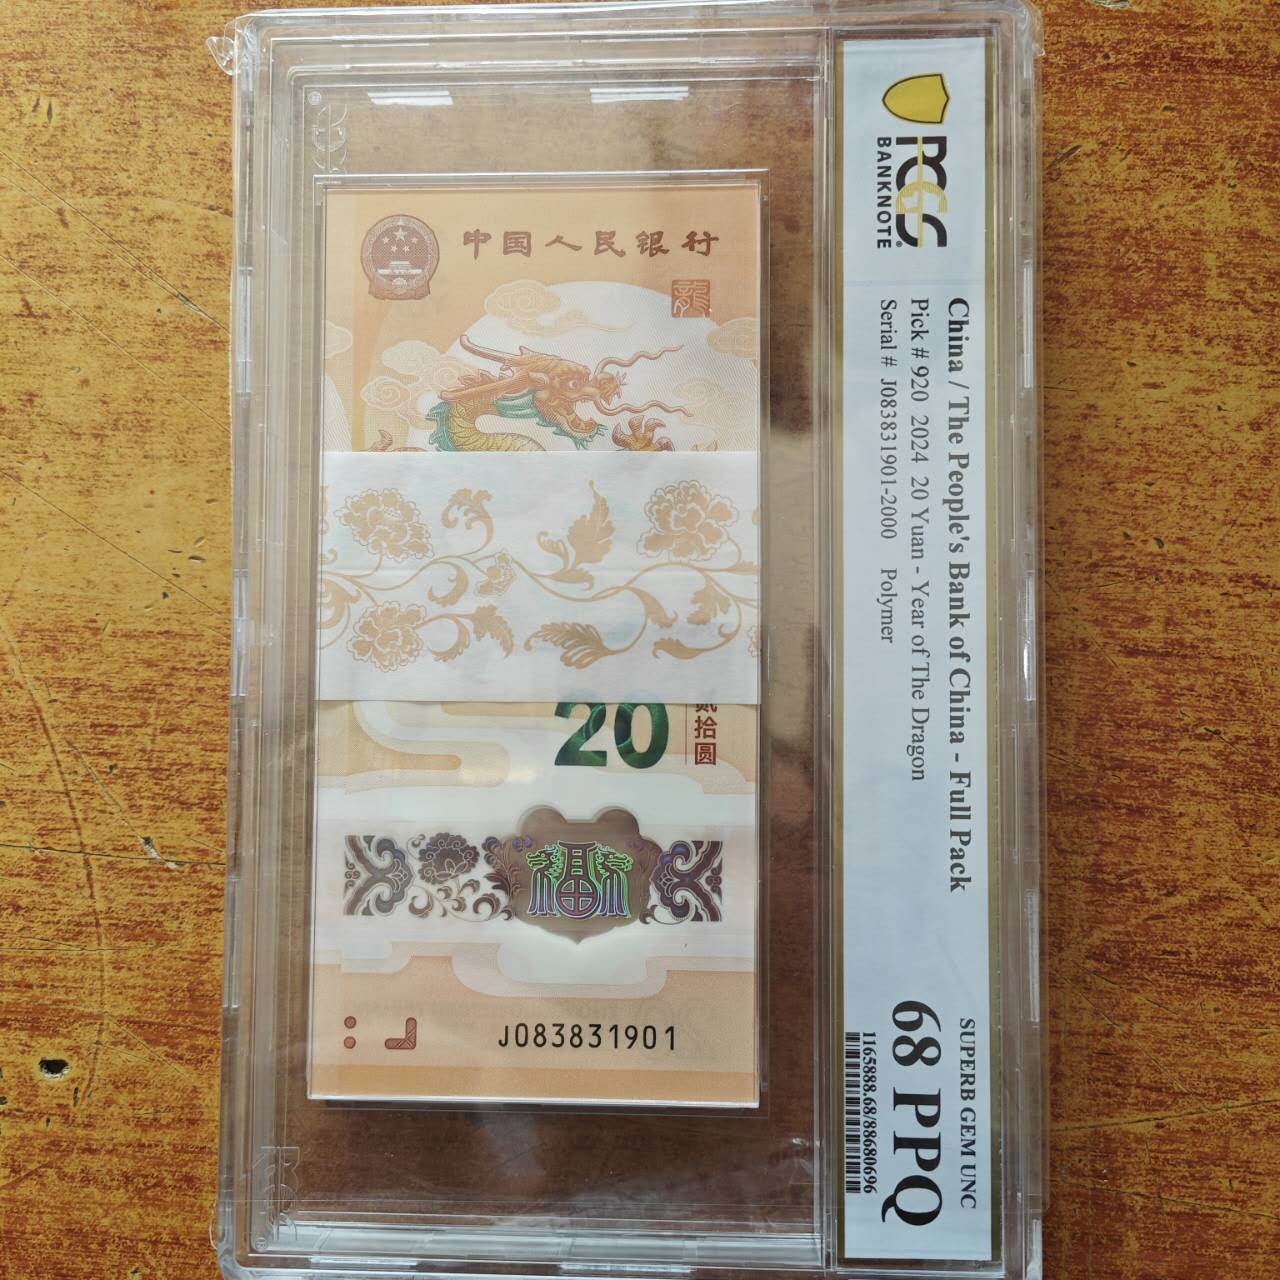 中国人民银行
龍
20
贰拾圆
福
J083831901
PCGS
BANKNOTE
China / The People's Bank of China - Full Pack
Pick # 920 2024 20 Yuan - Year of The Dragon
Serial # J083831901-2000 Polymer
SUPERB GEM UNC
68 PPQ
1165888.68/88680696